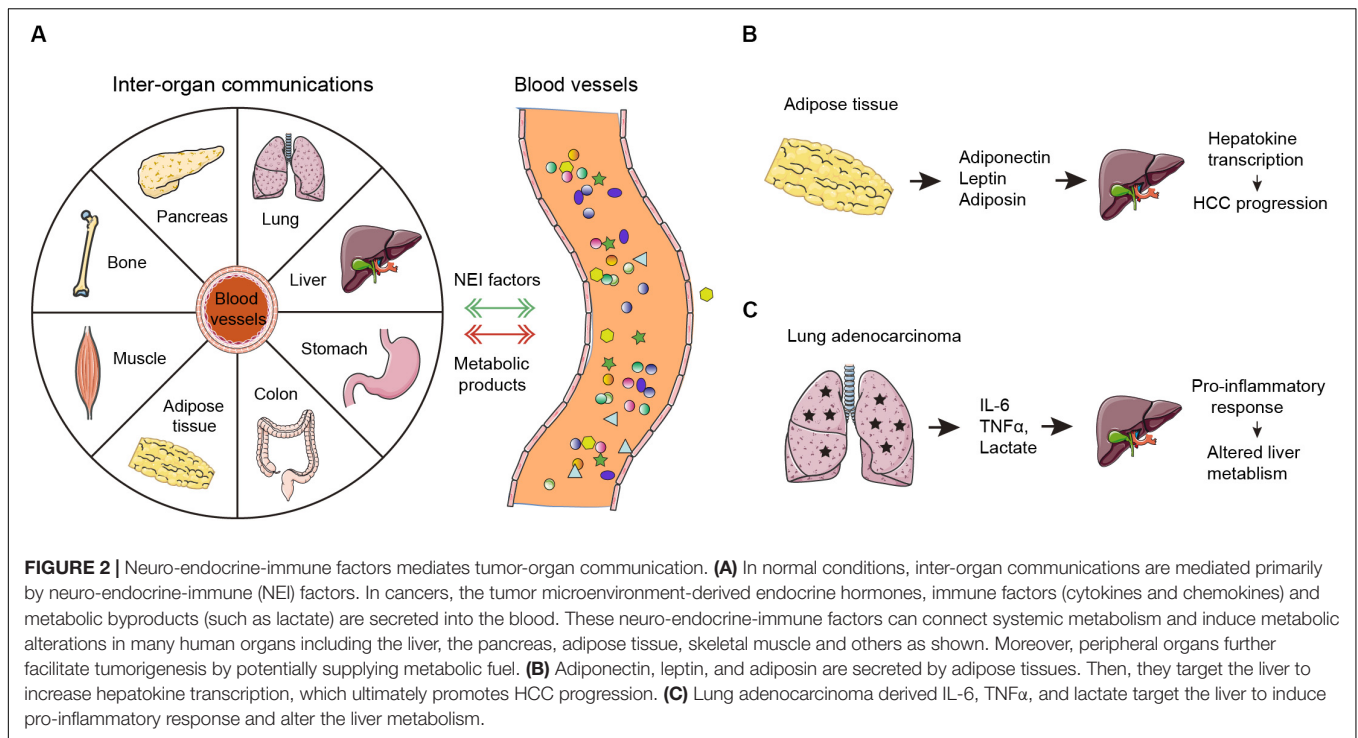 A
Inter-organ communications
Blood vessels
Pancreas
Lung
Bone
Liver
Blood
vessels
Muscle
Stomach
Adipose
tissue
Colon
NEI factors
Metabolic
products
B
Adipose tissue
Adiponectin
Leptin
Adiposin
Hepatokine
transcription
HCC progression
C
Lung adenocarcinoma
IL-6
TNFα,
Lactate
Pro-inflammatory
response
Altered liver
metablism
FIGURE 2 | Neuro-endocrine-immune factors mediates tumor-organ communication. (A) In normal conditions, inter-organ communications are mediated primarily
by neuro-endocrine-immune (NEI) factors. In cancers, the tumor microenvironment-derived endocrine hormones, immune factors (cytokines and chemokines) and
metabolic byproducts (such as lactate) are secreted into the blood. These neuro-endocrine-immune factors can connect systemic metabolism and induce metabolic
alterations in many human organs including the liver, the pancreas, adipose tissue, skeletal muscle and others as shown. Moreover, peripheral organs further
facilitate tumorigenesis by potentially supplying metabolic fuel. (B) Adiponectin, leptin, and adiposin are secreted by adipose tissues. Then, they target the liver to
increase hepatokine transcription, which ultimately promotes HCC progression. (C) Lung adenocarcinoma derived IL-6, TNFα, and lactate target the liver to induce
pro-inflammatory response and alter the liver metabolism.